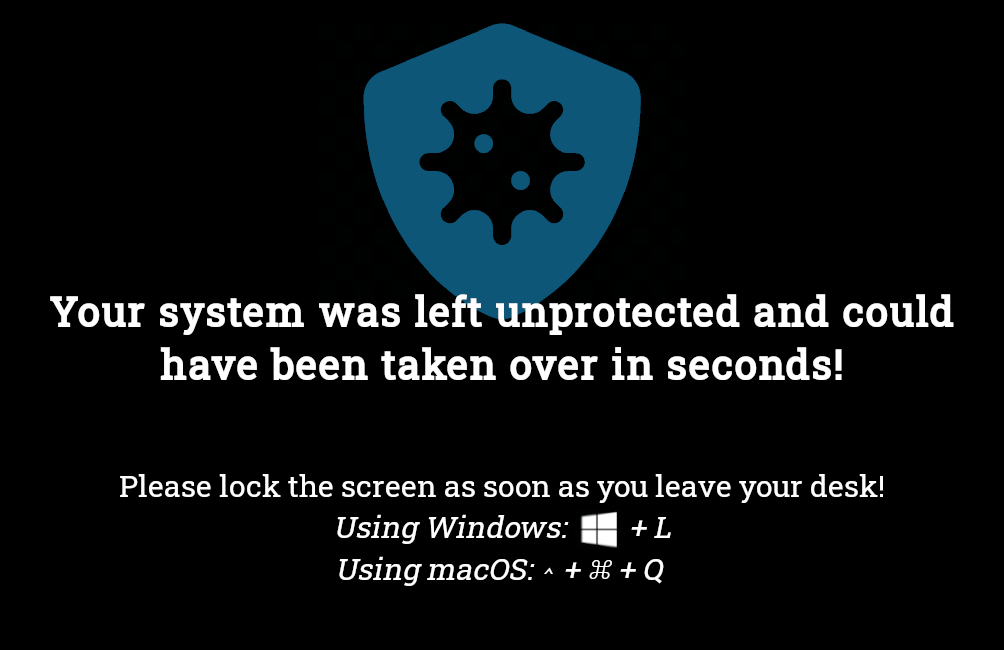 Your system was left unprotected and could
have been taken over in seconds!
Please lock the screen as soon as you leave your desk!
Using Windows: + L
Using macOS: ^ + ⌘ + Q